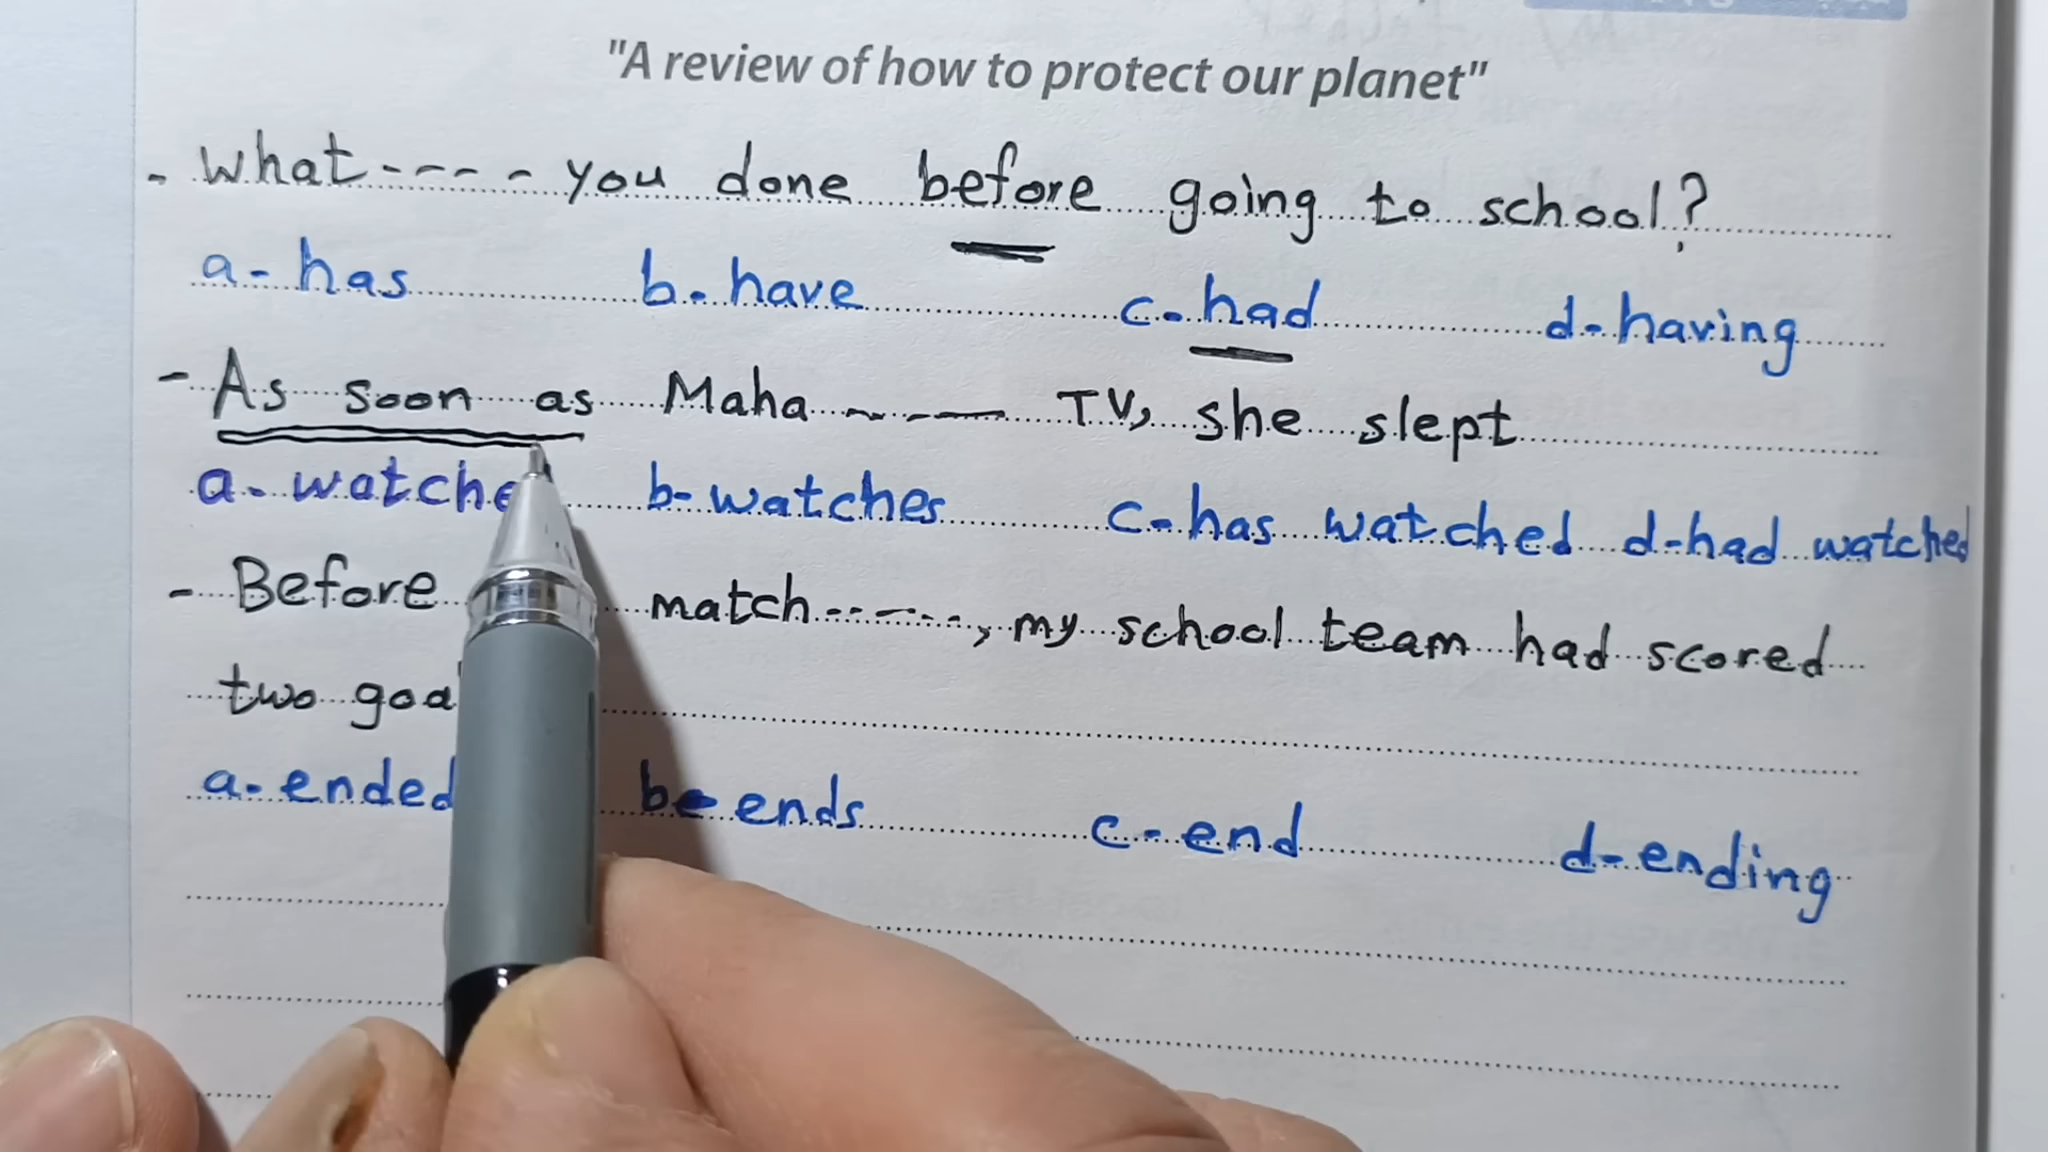 "A review of how to protect our planet"
- What ---- you done before going to school?
a- has b- have c- had d- having
- As soon as Maha ---- TV, she slept
a- watche b- watches c- has watched d- had watched
- Before match ------, my school team had scored
two goa
a- ended b- ends c- end d- ending